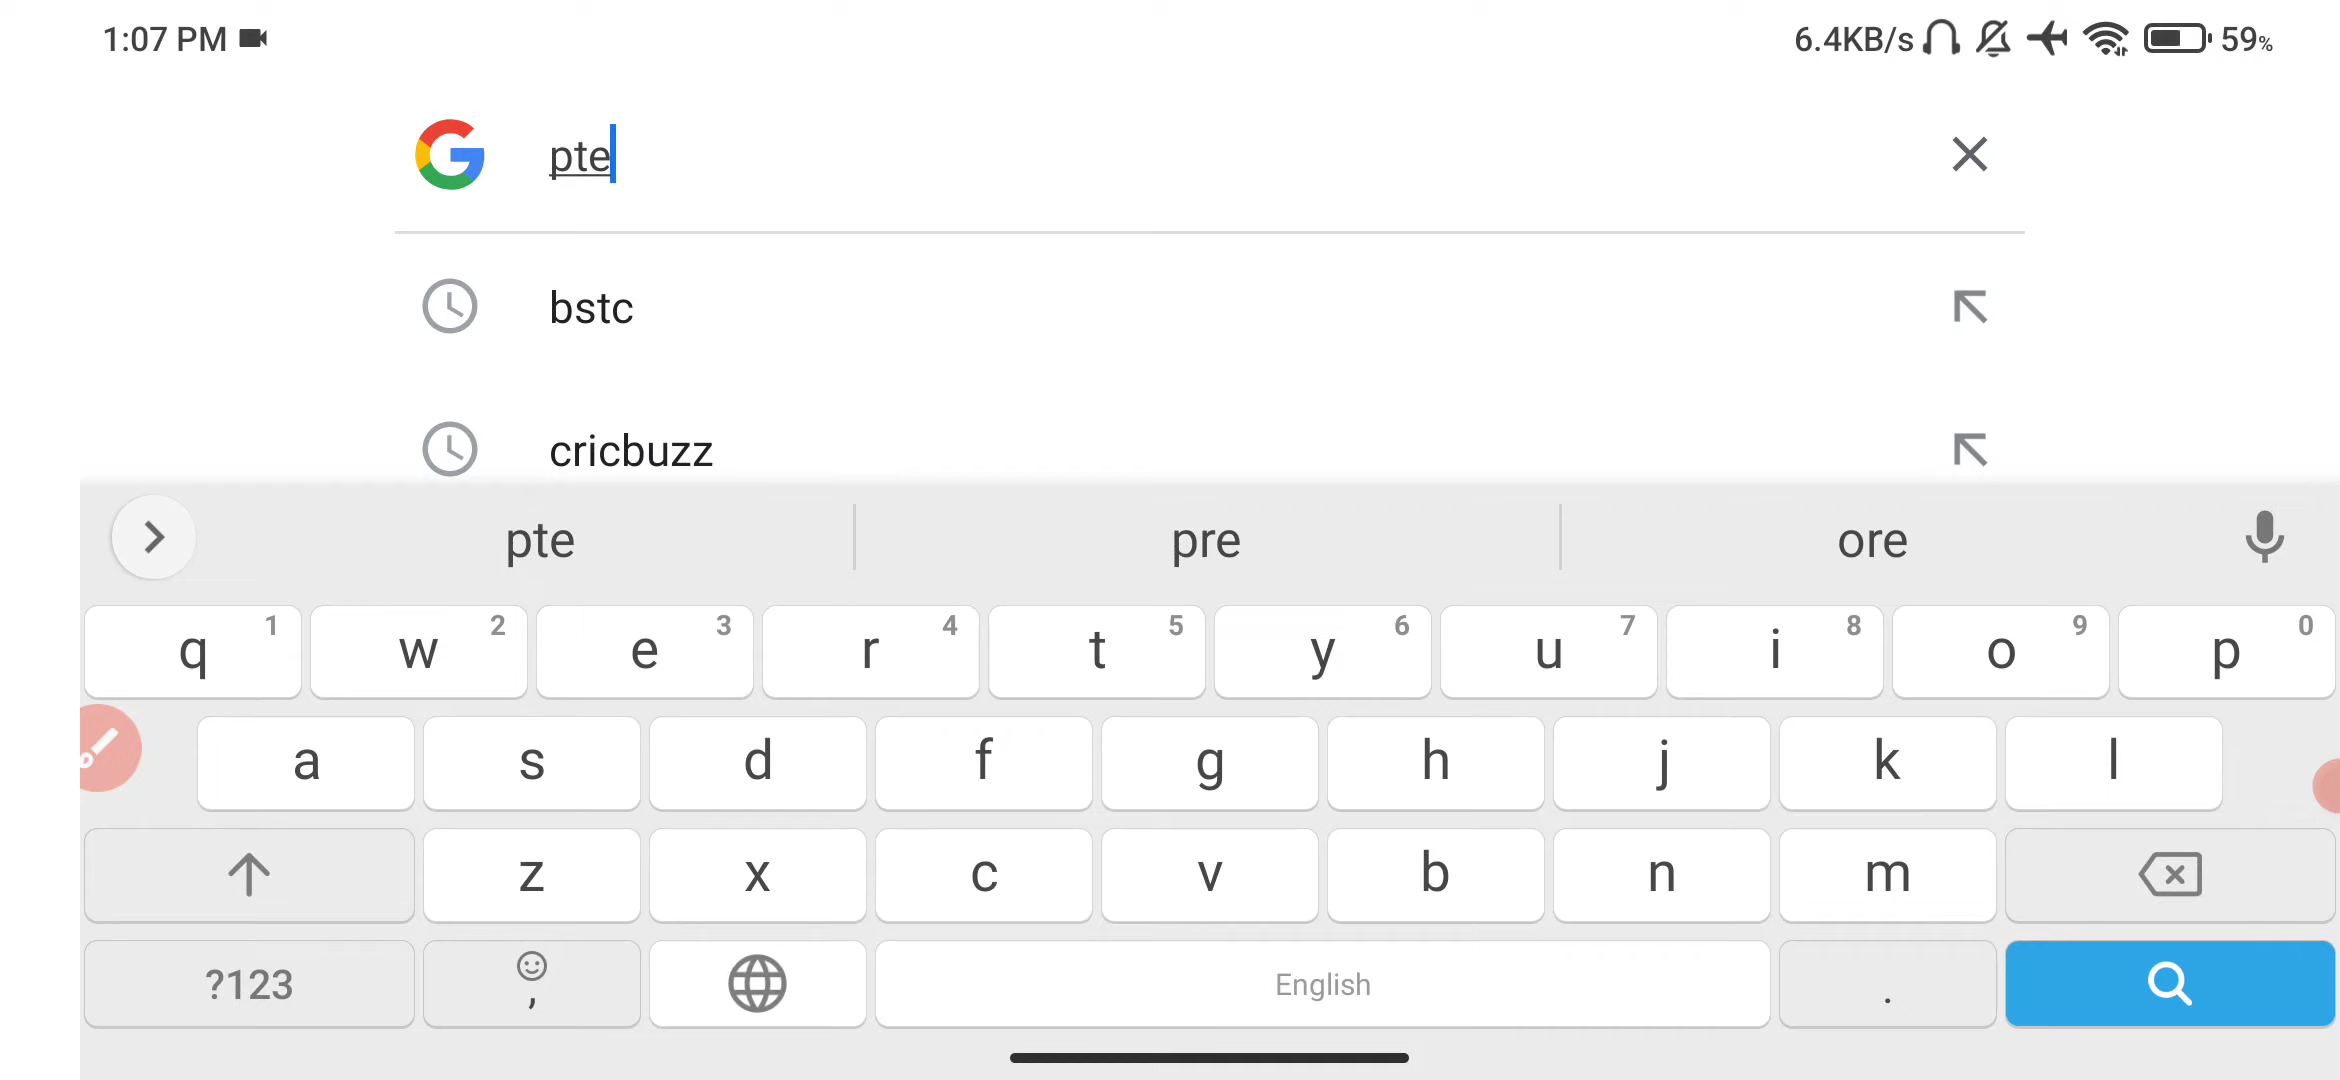 1:07 PM 6.4KB/s 59%
pte
bstc
cricbuzz
pte pre ore
q 1 w 2 e 3 r 4 t 5 y 6 u 7 i 8 o 9 p 0
a s d f g h j k l
z x c v b n m
?123 , English .